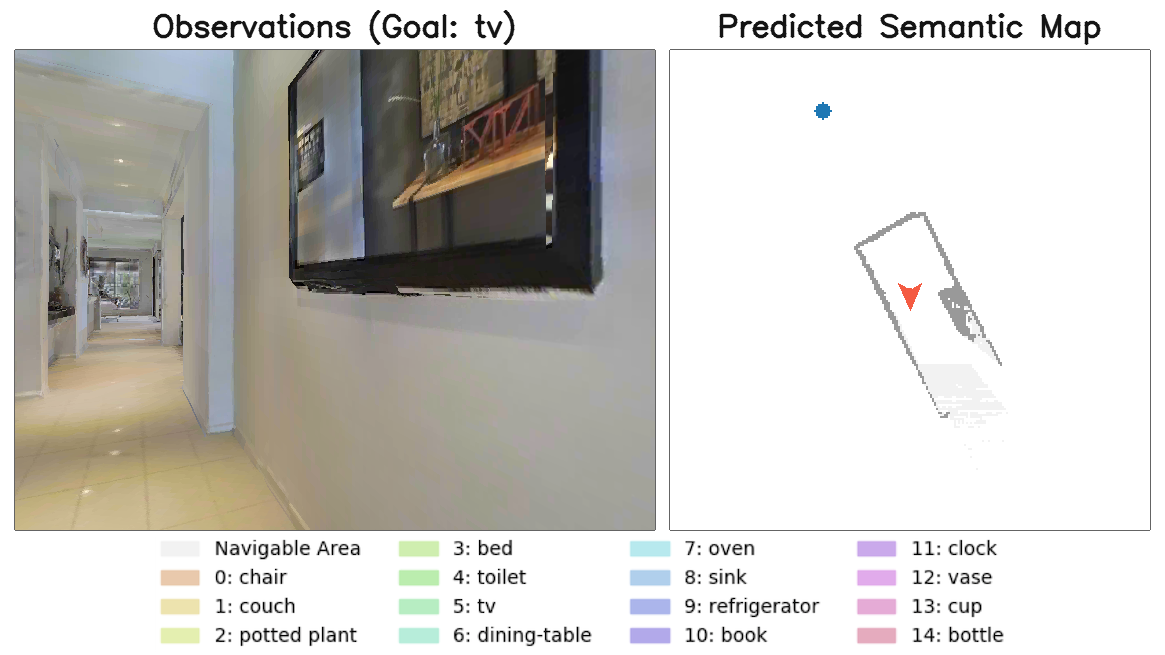 Observations (Goal: tv)
Predicted Semantic Map
Navigable Area
0: chair
1: couch
2: potted plant
3: bed
4: toilet
5: tv
6: dining-table
7: oven
8: sink
9: refrigerator
10: book
11: clock
12: vase
13: cup
14: bottle